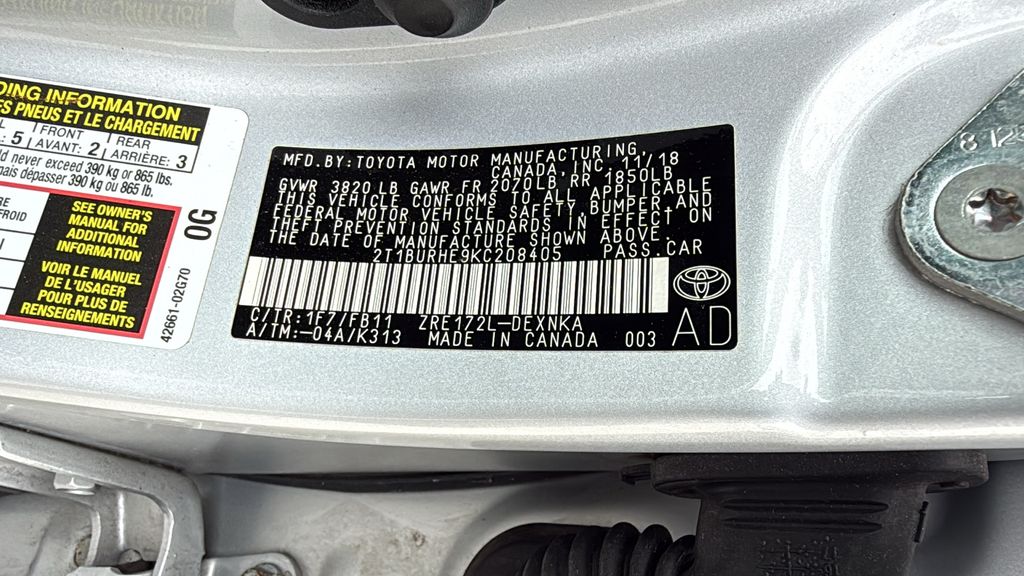 DING INFORMATION
ES PNEUS ET LE CHARGEMENT
5 FRONT AVANT: 2 REAR ARRIÈRE: 3
ld never exceed 390 kg or 865 lbs.
mais dépasser 390 kg ou 865 lb.
FROID
SEE OWNER'S
MANUAL FOR
ADDITIONAL
INFORMATION
VOIR LE MANUEL
POUR PLUS DE
RENSEIGNEMENTS
0G
42661-02G70
MFD.BY:TOYOTA MOTOR MANUFACTURING,
CANADA,INC.11/18
GVWR 3820 LB GAWR FR 2070LB RR 1850LB
THIS VEHICLE CONFORMS TO ALL APPLICABLE
FEDERAL MOTOR VEHICLE SAFETY, BUMPER AND
THEFT PREVENTION STANDARDS IN EFFECT ON
THE DATE OF MANUFACTURE SHOWN ABOVE.
2T1BURHE9KC208405 PASS.CAR
C/TR:1F7/FB11 ZRE172L-DEXNKA
A/TM:-04A/K313 MADE IN CANADA 003 AD